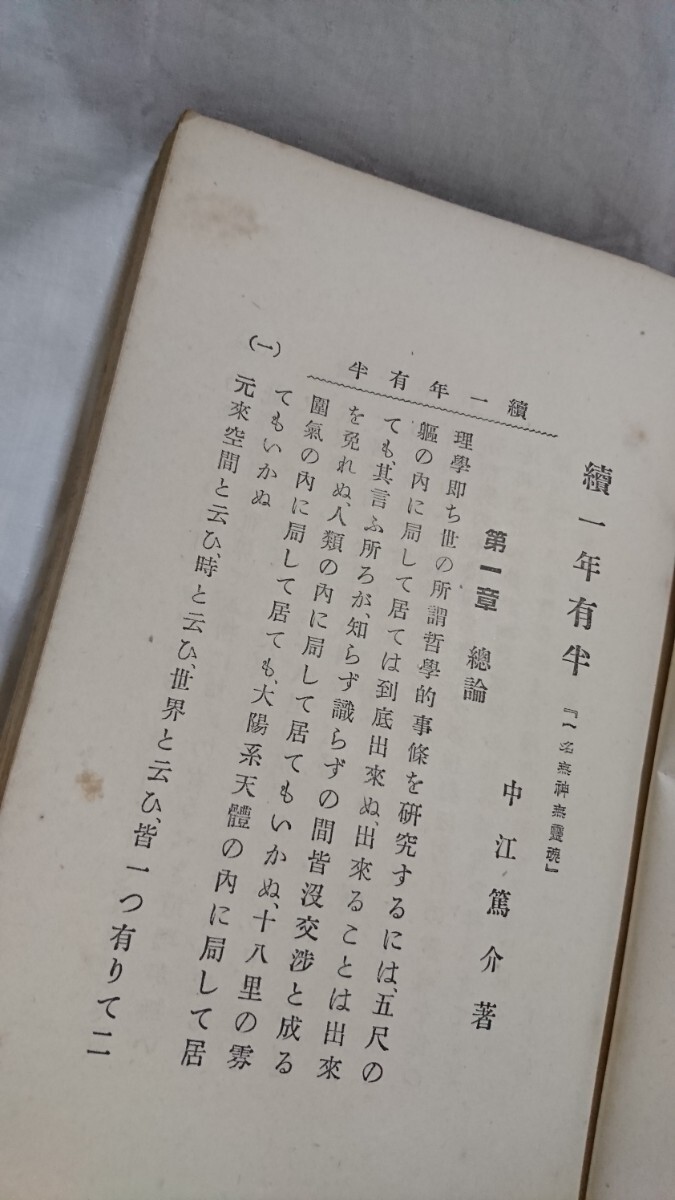 續一年有半
續一年有半 『一名無神無靈魂』
中江篤介著
第一章 總論
理學即ち世の所謂哲學的事條を研究するには、五尺の
軀の內に局して居ては到底出來ぬ、出來ることは出來
ても、其言ふ所ろが、知らず識らずの間皆沒交涉と成る
を免れぬ、人類の內に局して居てもいかぬ、十八里の雰
圍氣の內に局して居ても、大陽系天體の內に局して居
てもいかぬ
元來空間と云ひ、時と云ひ、世界と云ひ、皆一つ有りて二
(一)